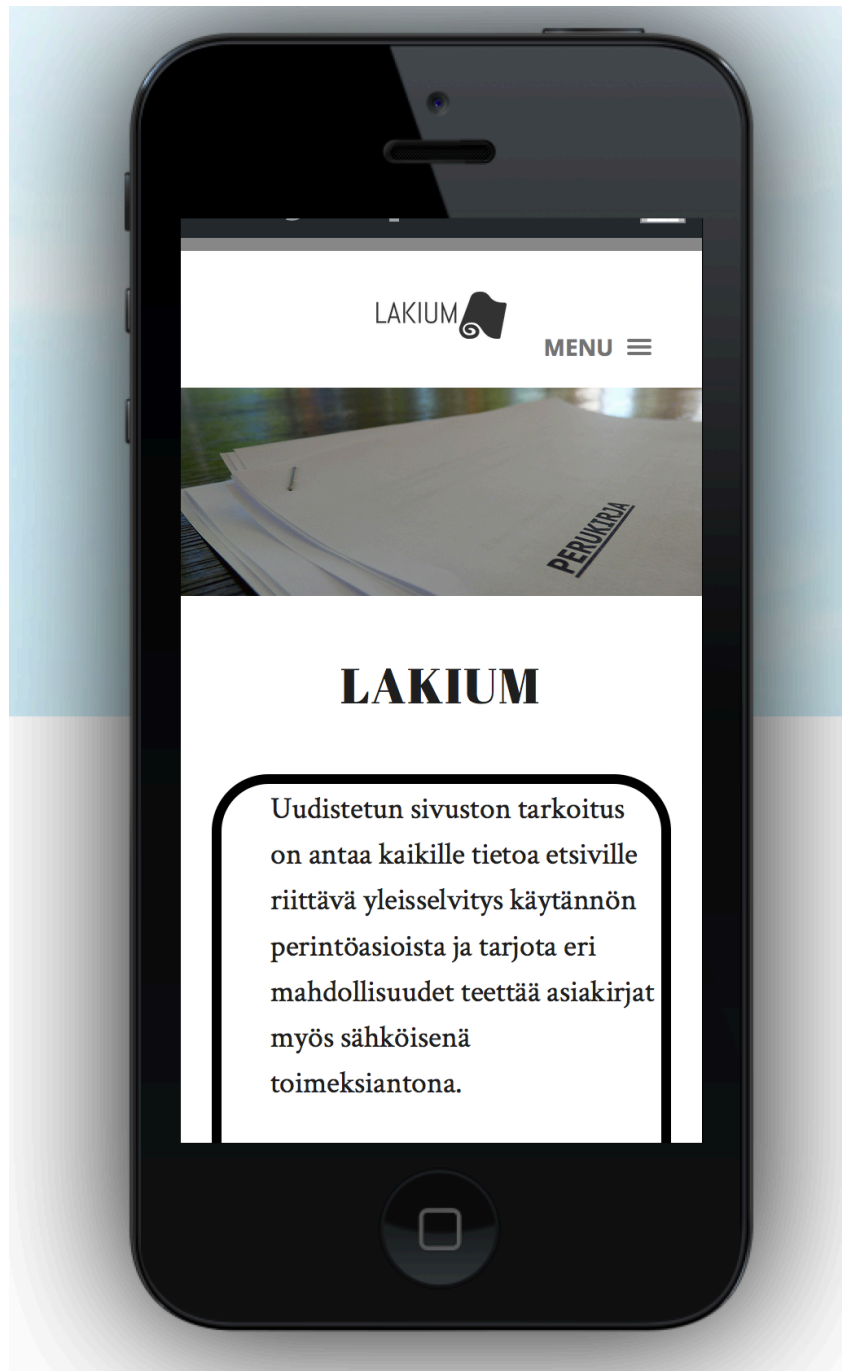 LAKIUM
MENU
PERUKIRJA
LAKIUM
Uudistetun sivuston tarkoitus
on antaa kaikille tietoa etsiville
riittävä yleisselvitys käytännön
perintöasioista ja tarjota eri
mahdollisuudet teettää asiakirjat
myös sähköisenä
toimeksiantona.